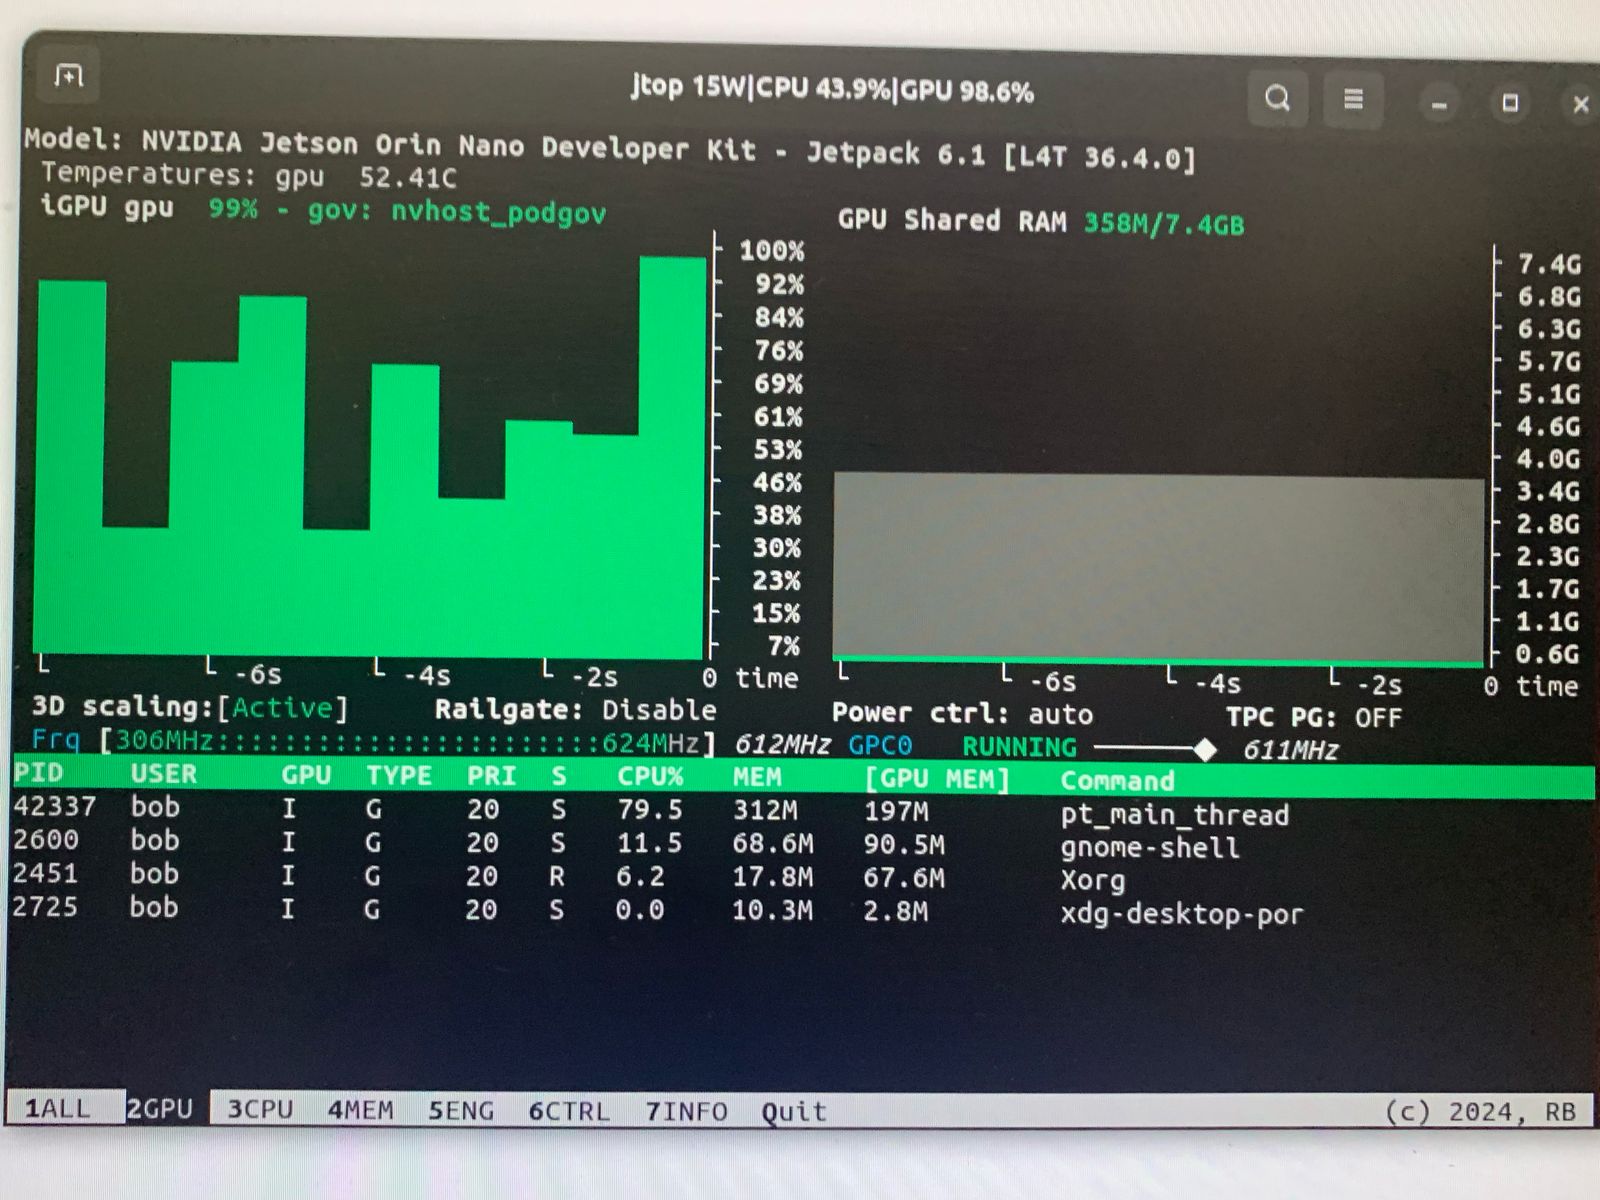 jtop 15W|CPU 43.9%|GPU 98.6%
Model: NVIDIA Jetson Orin Nano Developer Kit - Jetpack 6.1 [L4T 36.4.0]
Temperatures: gpu 52.41C
iGPU gpu 99% - gov: nvhost_podgov
GPU Shared RAM 358M/7.4GB
100%
92%
84%
76%
69%
61%
53%
46%
38%
30%
23%
15%
7%
-6s -4s -2s 0 time
7.4G
6.8G
6.3G
5.7G
5.1G
4.6G
4.0G
3.4G
2.8G
2.3G
1.7G
1.1G
0.6G
-6s -4s -2s 0 time
3D scaling:[Active] Railgate: Disable Power ctrl: auto TPC PG: OFF
Frq [306MHz::::::::::::::::::::::::624MHz] 612MHz GPC0 RUNNING 611MHz
PID USER GPU TYPE PRI S CPU% MEM [GPU MEM] Command
42337 bob I G 20 S 79.5 312M 197M pt_main_thread
2600 bob I G 20 S 11.5 68.6M 90.5M gnome-shell
2451 bob I G 20 R 6.2 17.8M 67.6M Xorg
2725 bob I G 20 S 0.0 10.3M 2.8M xdg-desktop-por
1ALL 2GPU 3CPU 4MEM 5ENG 6CTRL 7INFO Quit (c) 2024, RB